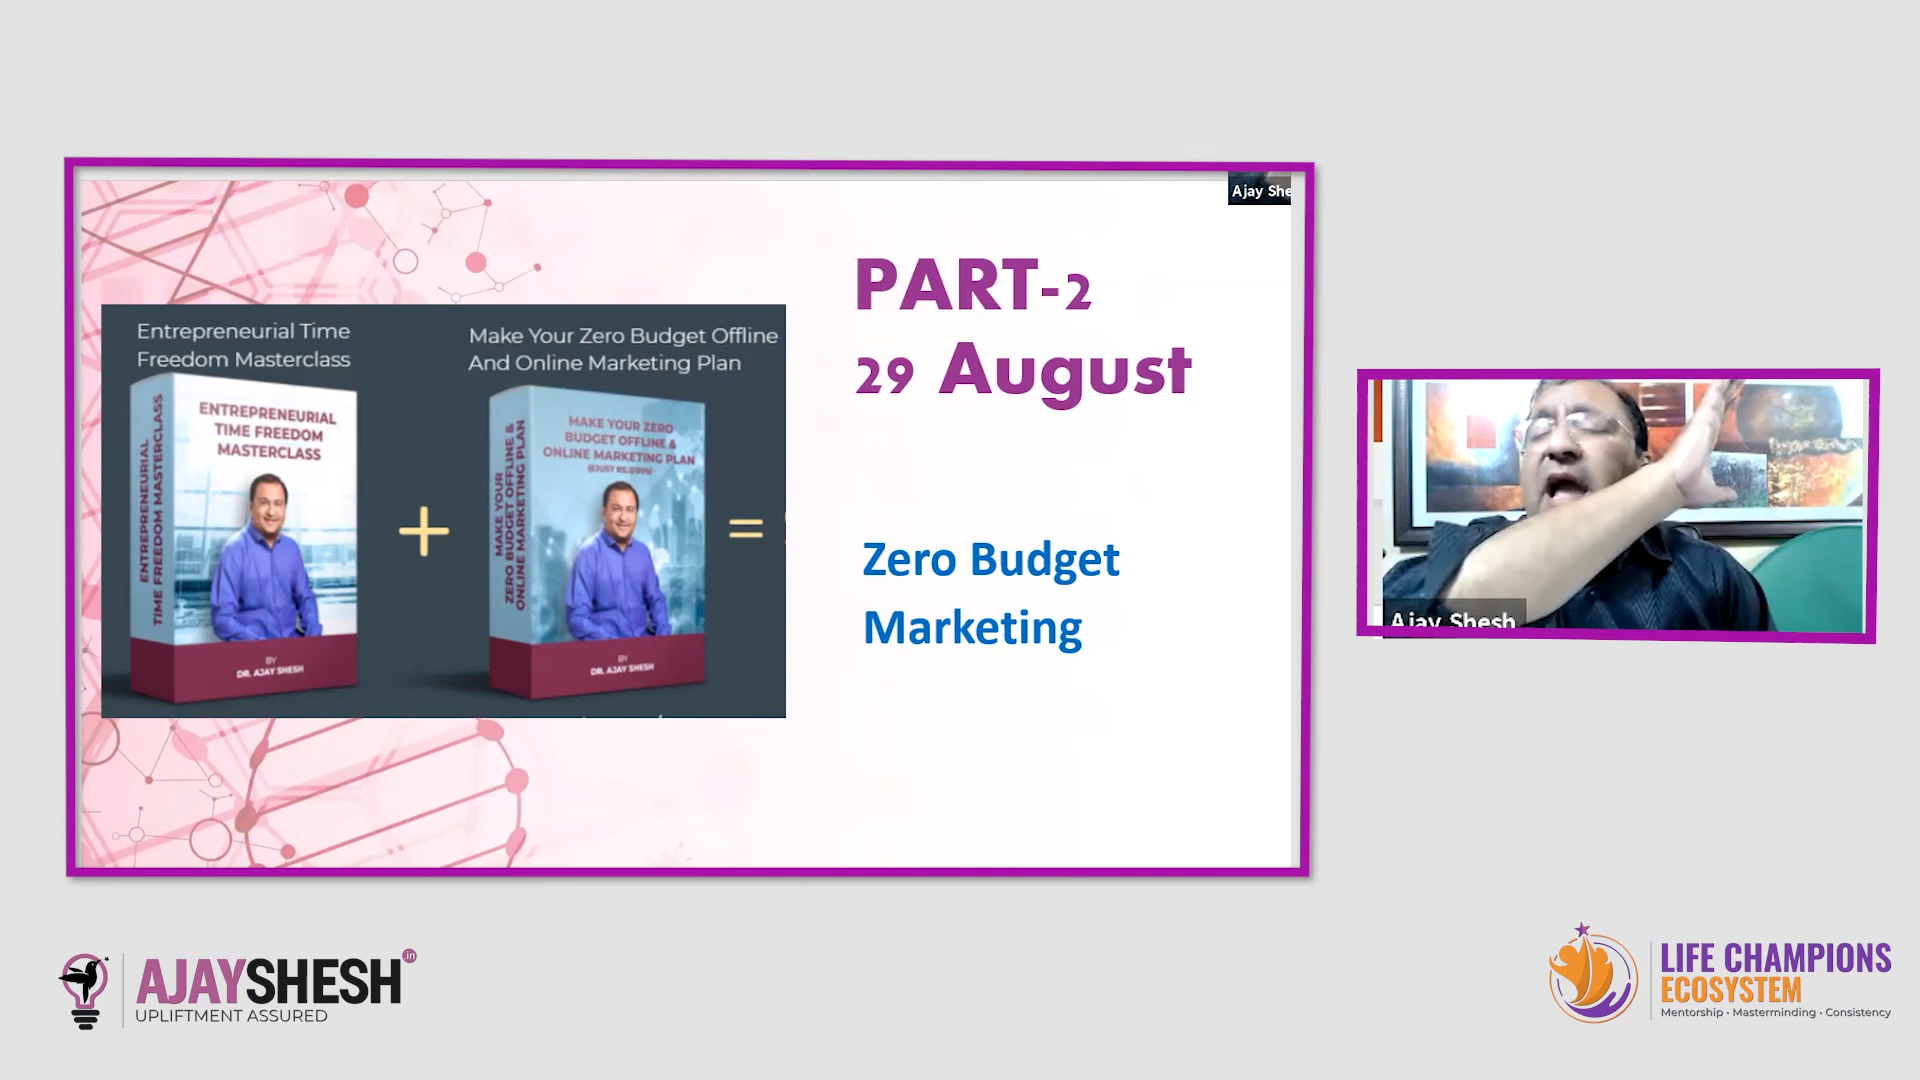 Ajay She
PART-2
29 August
Entrepreneurial Time
Freedom Masterclass
Make Your Zero Budget Offline
And Online Marketing Plan
ENTREPRENEURIAL
TIME FREEDOM MASTERCLASS
ENTREPRENEURIAL
TIME FREEDOM
MASTERCLASS
BY
DR. AJAY SHESH
+
MAKE YOUR
ZERO BUDGET OFFLINE &
ONLINE MARKETING PLAN
MAKE YOUR ZERO
BUDGET OFFLINE &
ONLINE MARKETING PLAN
BY
DR. AJAY SHESH
=
Zero Budget
Marketing
Ajay Shesh
AJAYSHESH.in
UPLIFTMENT ASSURED
LIFE CHAMPIONS
ECOSYSTEM
Mentorship • Masterminding • Consistency